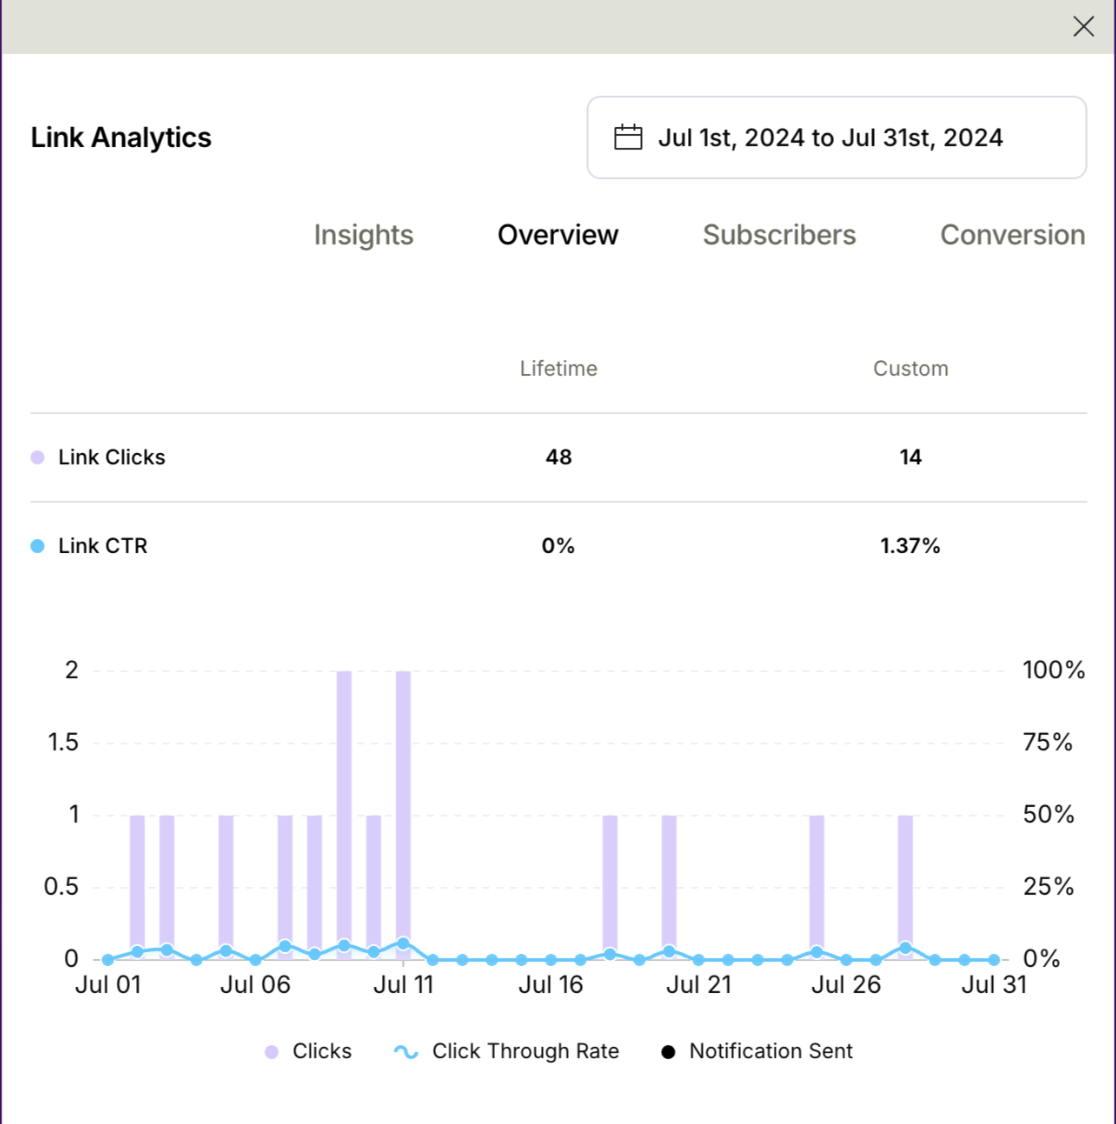 Link Analytics
Jul 1st, 2024 to Jul 31st, 2024
Insights Overview Subscribers Conversion
Lifetime Custom
Link Clicks 48 14
Link CTR 0% 1.37%
2 100%
1.5 75%
1 50%
0.5 25%
0 0%
Jul 01 Jul 06 Jul 11 Jul 16 Jul 21 Jul 26 Jul 31
Clicks Click Through Rate Notification Sent